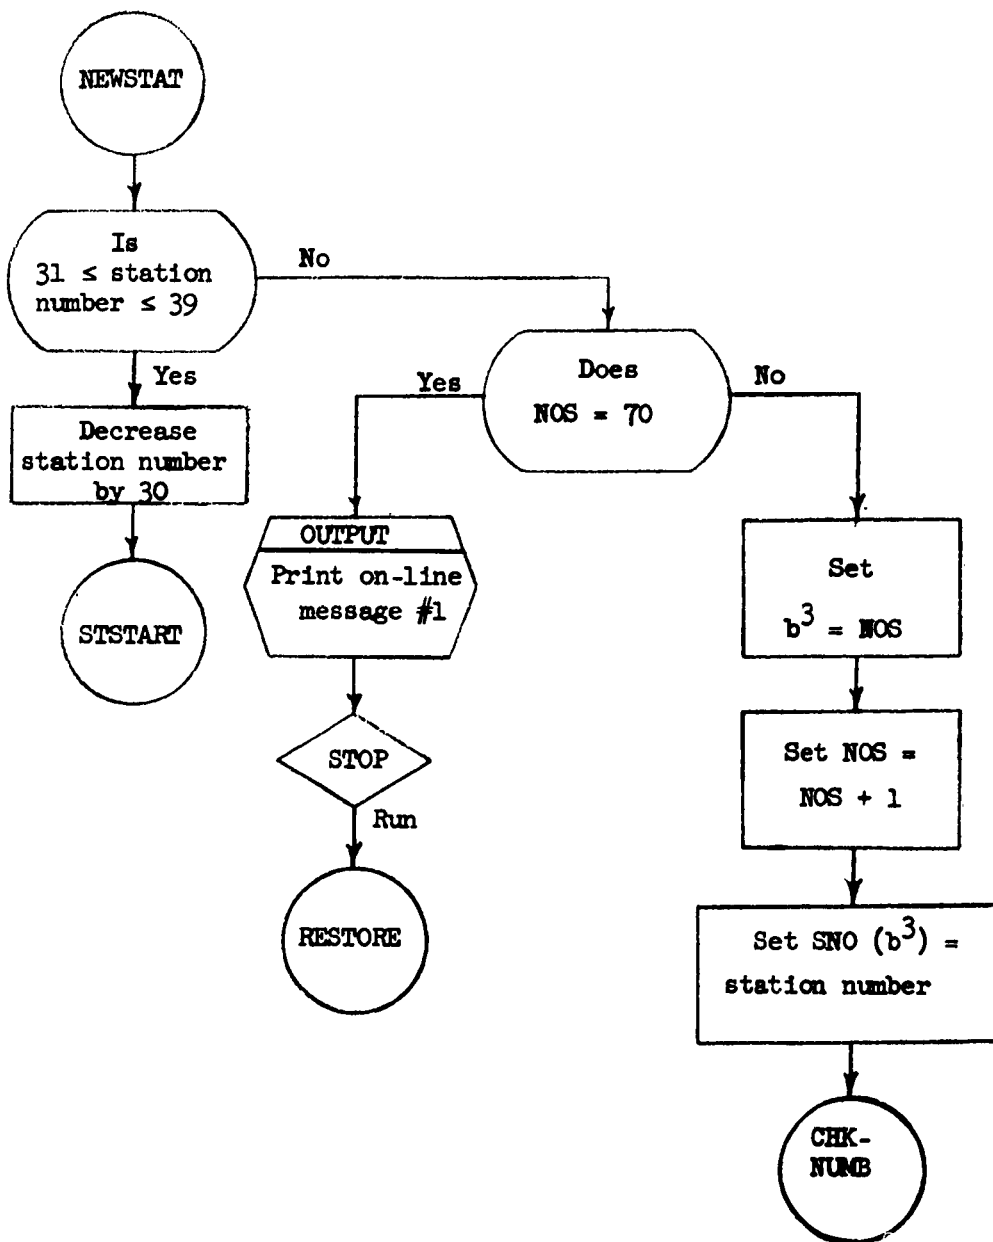 NEWSTAT
Is
31 ≤ station
number ≤ 39
No
Yes
Decrease
station number
by 30
STSTART
Does
NOS = 70
Yes
No
OUTPUT
Print on-line
message #1
STOP
Run
RESTORE
Set
b³ = NOS
Set NOS =
NOS + 1
Set SNO (b³) =
station number
CHK-
NUMB